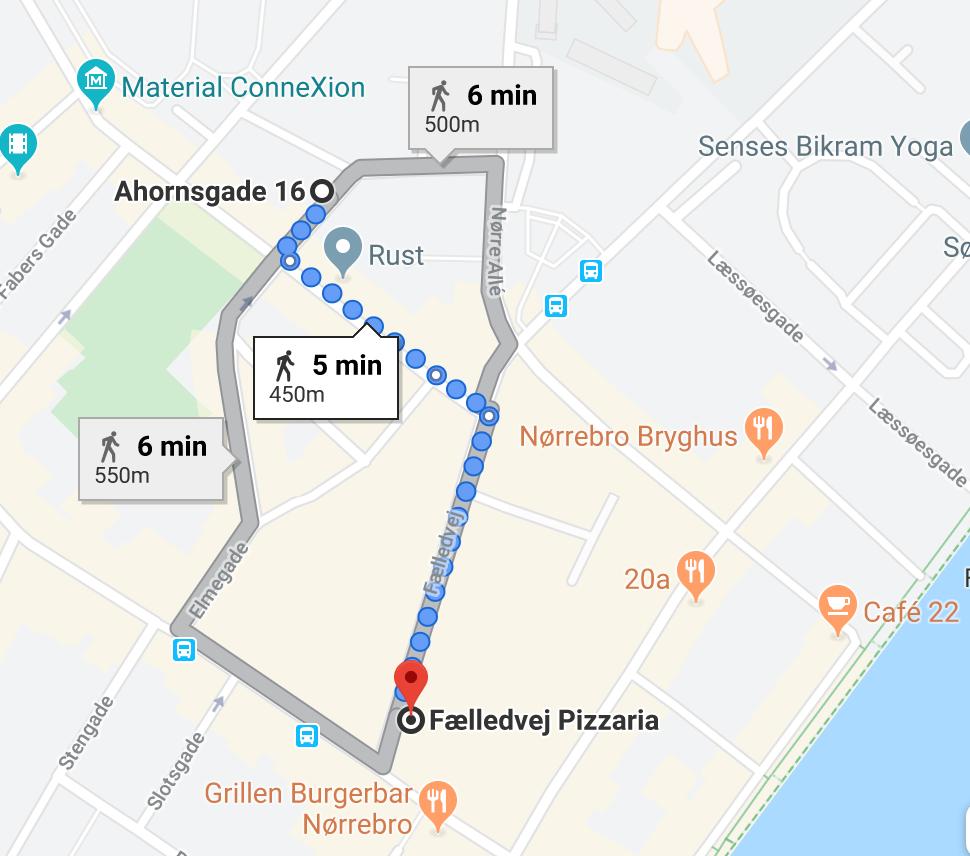 Material ConneXion
6 min
500m
Senses Bikram Yoga
Ahornsgade 16
Fabers Gade
Nørre Allé
Rust
Sø
Læssøesgade
5 min
450m
Læssøesgade
6 min
550m
Nørrebro Bryghus
Fælledvej
Elmegade
20a
F
Café 22
Stengade
Slotsgade
Fælledvej Pizzaria
Grillen Burgerbar
Nørrebro